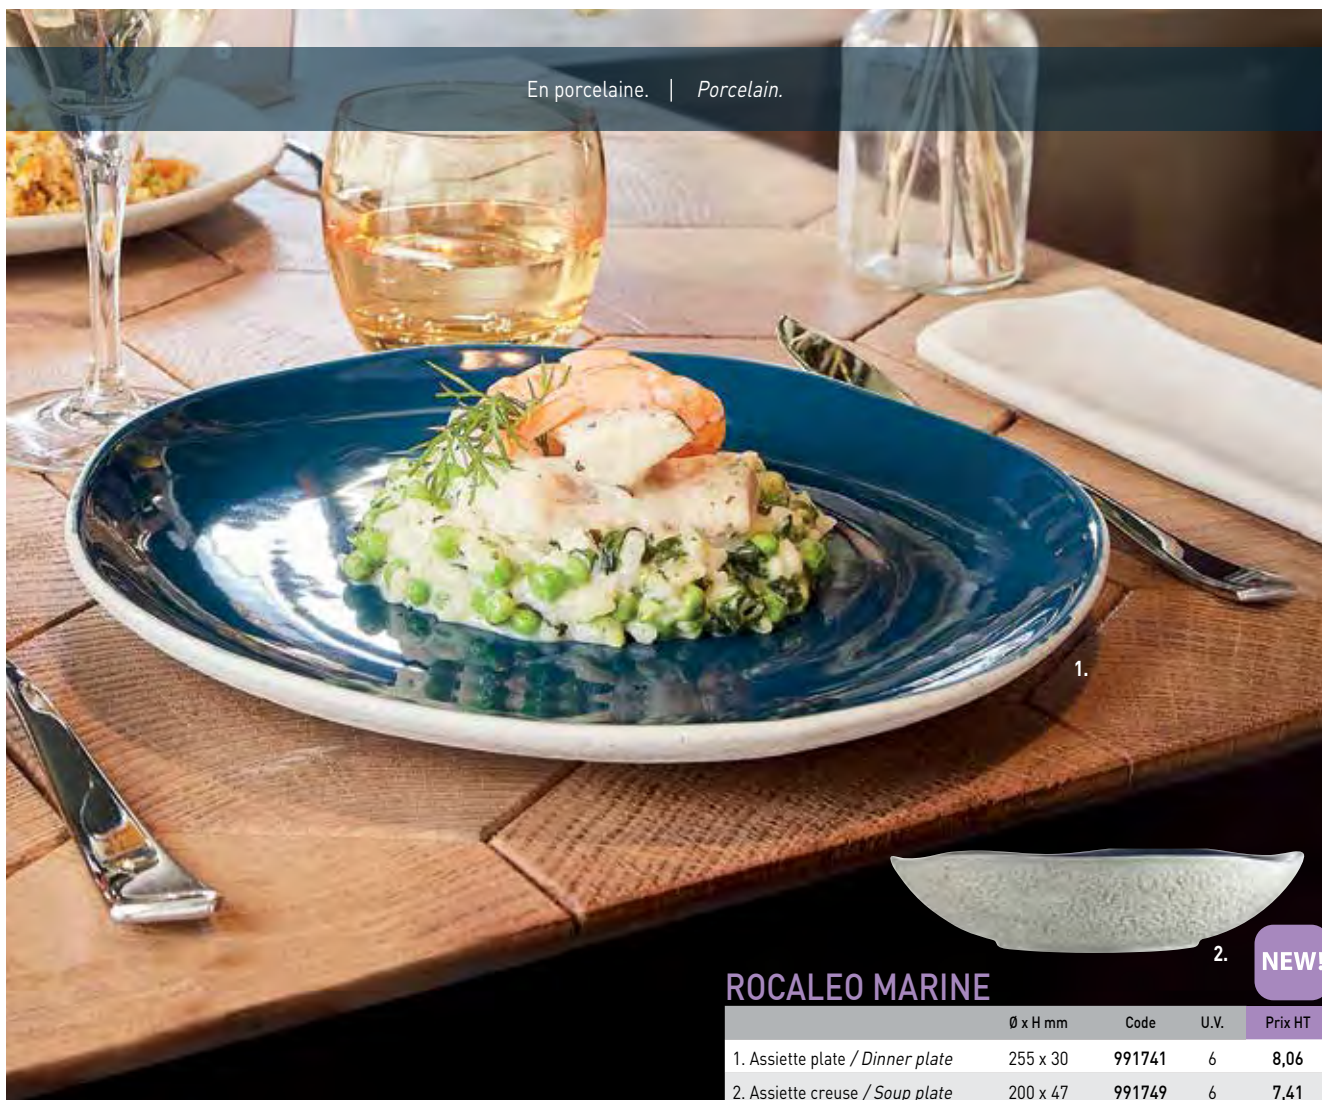 En porcelaine. | Porcelain.
1.
2.
NEW!
ROCALEO MARINE
Ø x H mm Code U.V. Prix HT
1. Assiette plate / Dinner plate 255 x 30 991741 6 8,06
2. Assiette creuse / Soup plate 200 x 47 991749 6 7,41